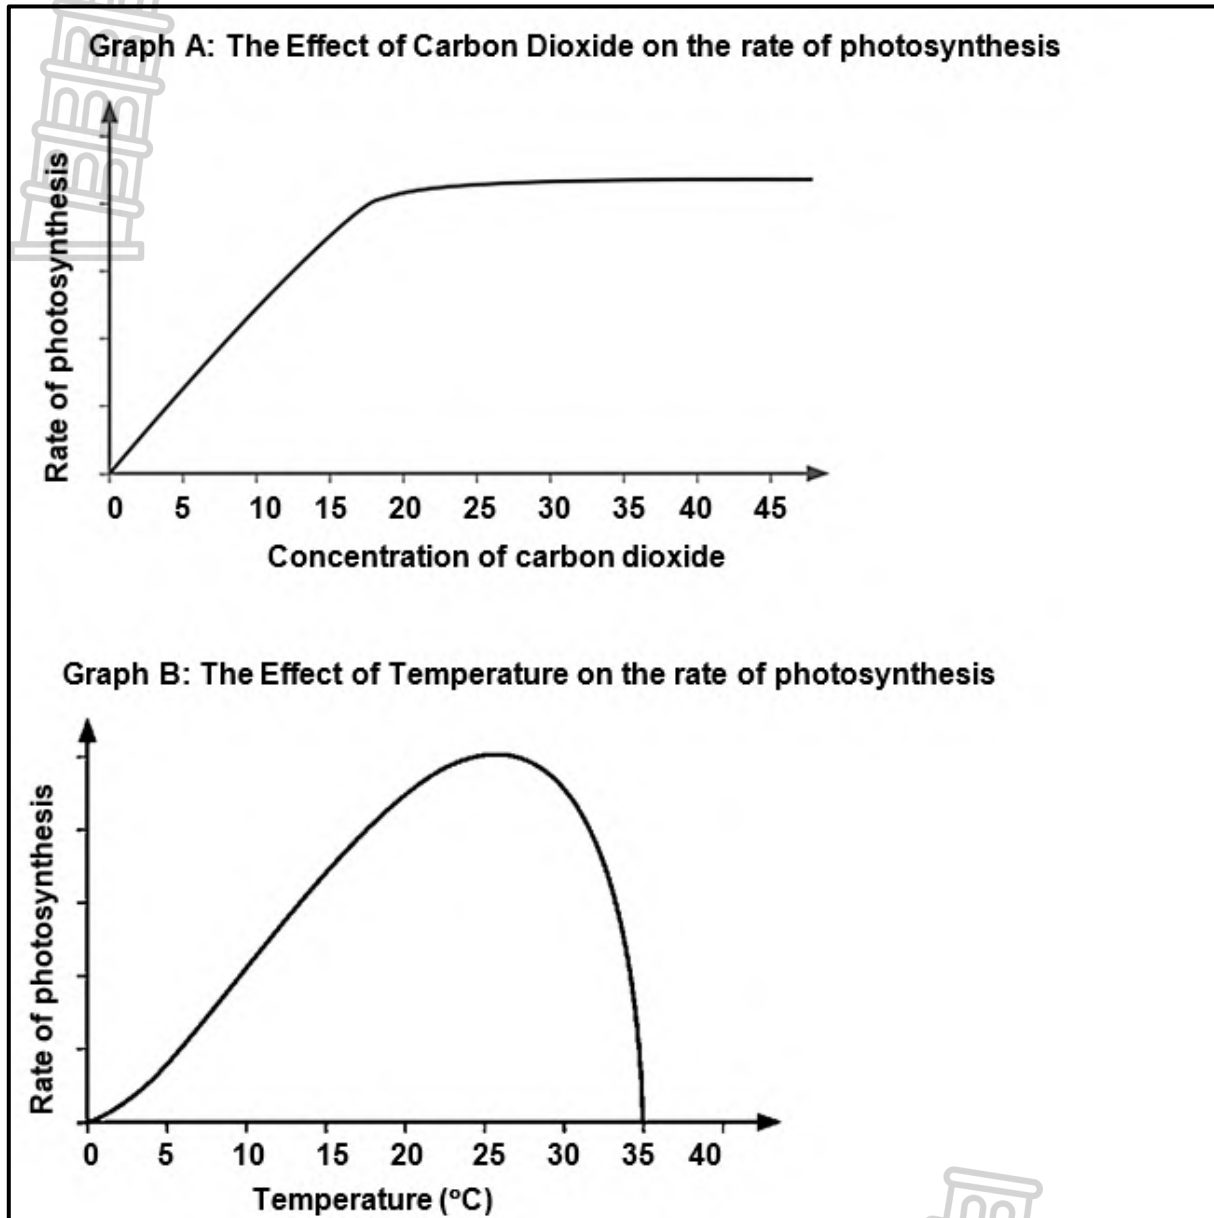 Graph A: The Effect of Carbon Dioxide on the rate of photosynthesis
Rate of photosynthesis
0 5 10 15 20 25 30 35 40 45
Concentration of carbon dioxide
Graph B: The Effect of Temperature on the rate of photosynthesis
Rate of photosynthesis
0 5 10 15 20 25 30 35 40
Temperature (°C)